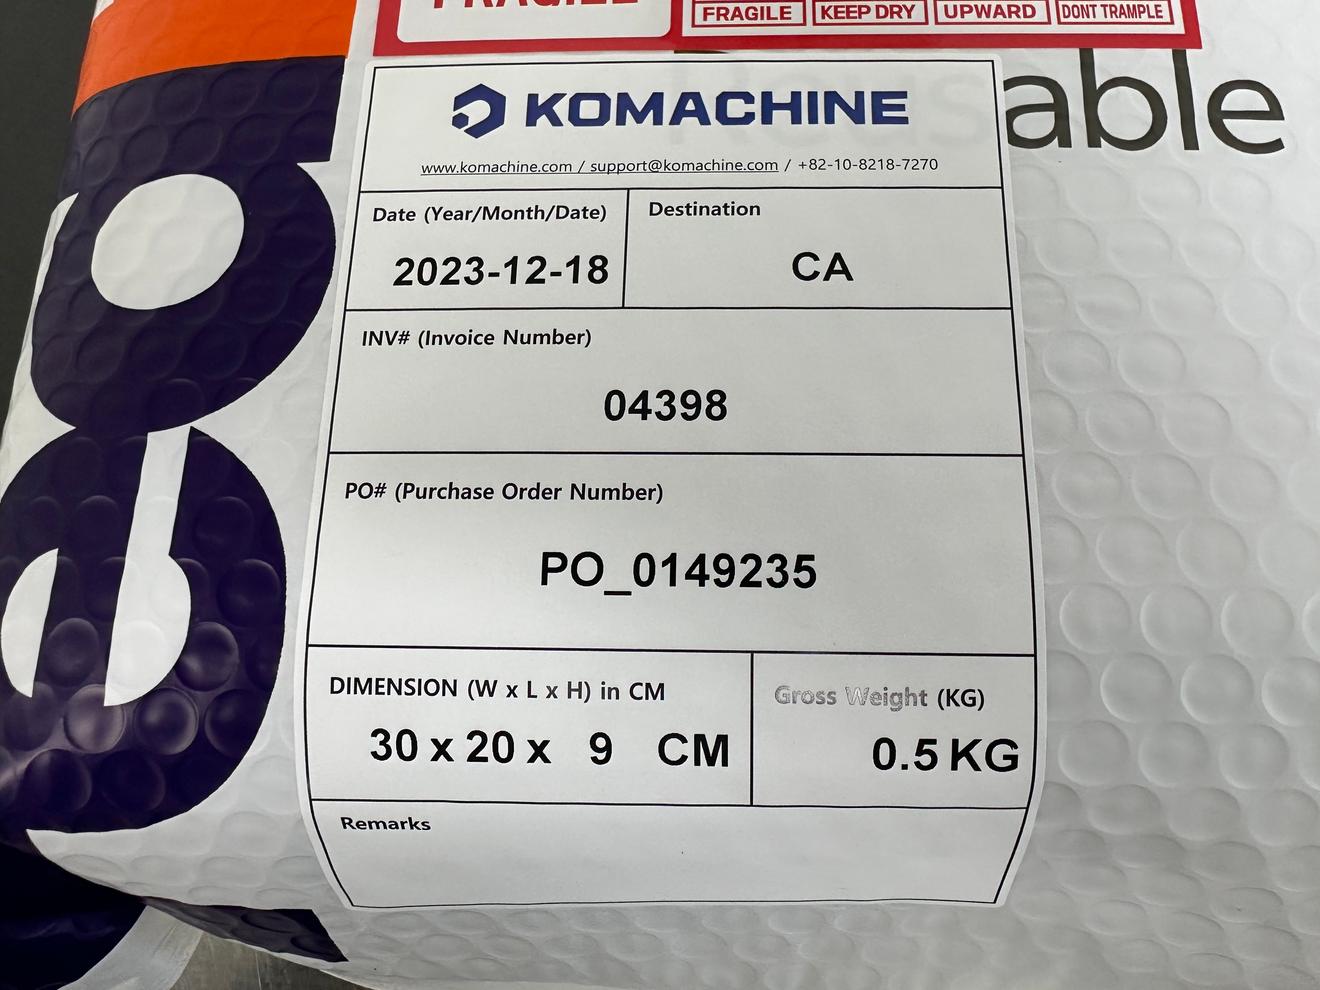 FRAGILE
FRAGILE KEEP DRY UPWARD DONT TRAMPLE
KOMACHINE
www.komachine.com / support@komachine.com / +82-10-8218-7270
able
Date (Year/Month/Date) Destination
2023-12-18 CA
INV# (Invoice Number)
04398
PO# (Purchase Order Number)
PO_0149235
DIMENSION (W x L x H) in CM Gross Weight (KG)
30 x 20 x 9 CM 0.5 KG
Remarks